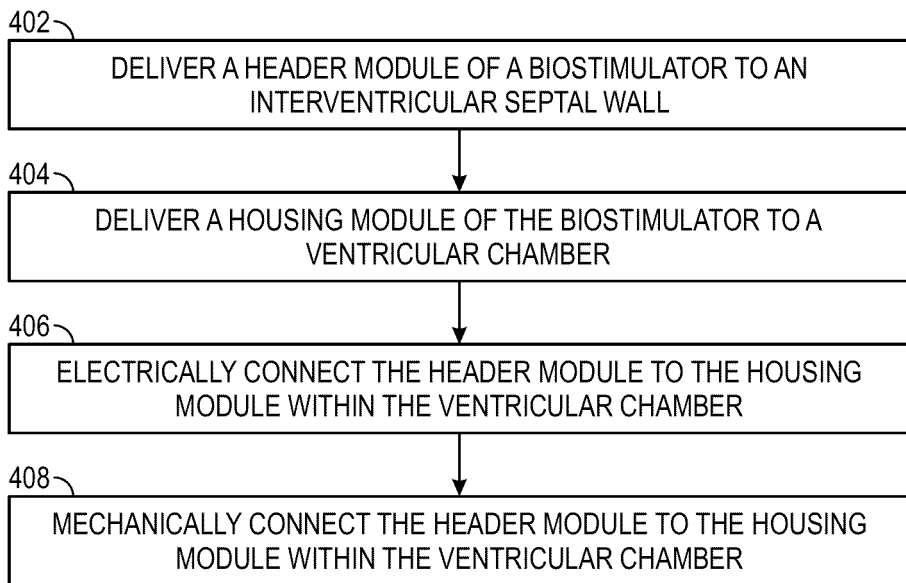 402
DELIVER A HEADER MODULE OF A BIOSTIMULATOR TO AN
INTERVENTRICULAR SEPTAL WALL
404
DELIVER A HOUSING MODULE OF THE BIOSTIMULATOR TO A
VENTRICULAR CHAMBER
406
ELECTRICALLY CONNECT THE HEADER MODULE TO THE HOUSING
MODULE WITHIN THE VENTRICULAR CHAMBER
408
MECHANICALLY CONNECT THE HEADER MODULE TO THE HOUSING
MODULE WITHIN THE VENTRICULAR CHAMBER